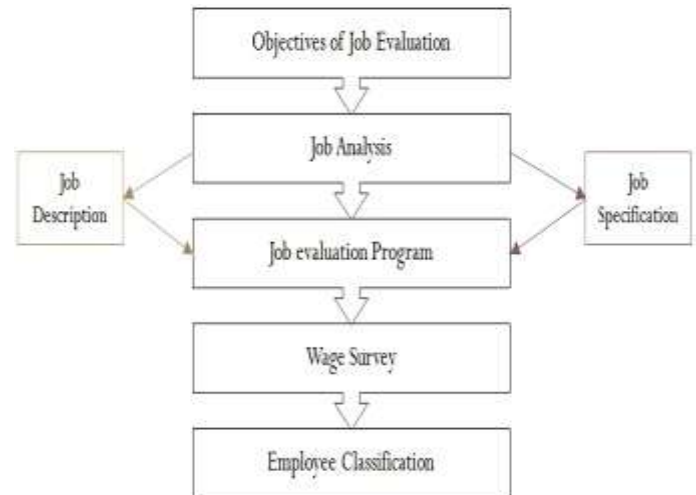 Objectives of Job Evaluation
Job Analysis
Job
Description
Job
Specification
Job evaluation Program
Wage Survey
Employee Classification